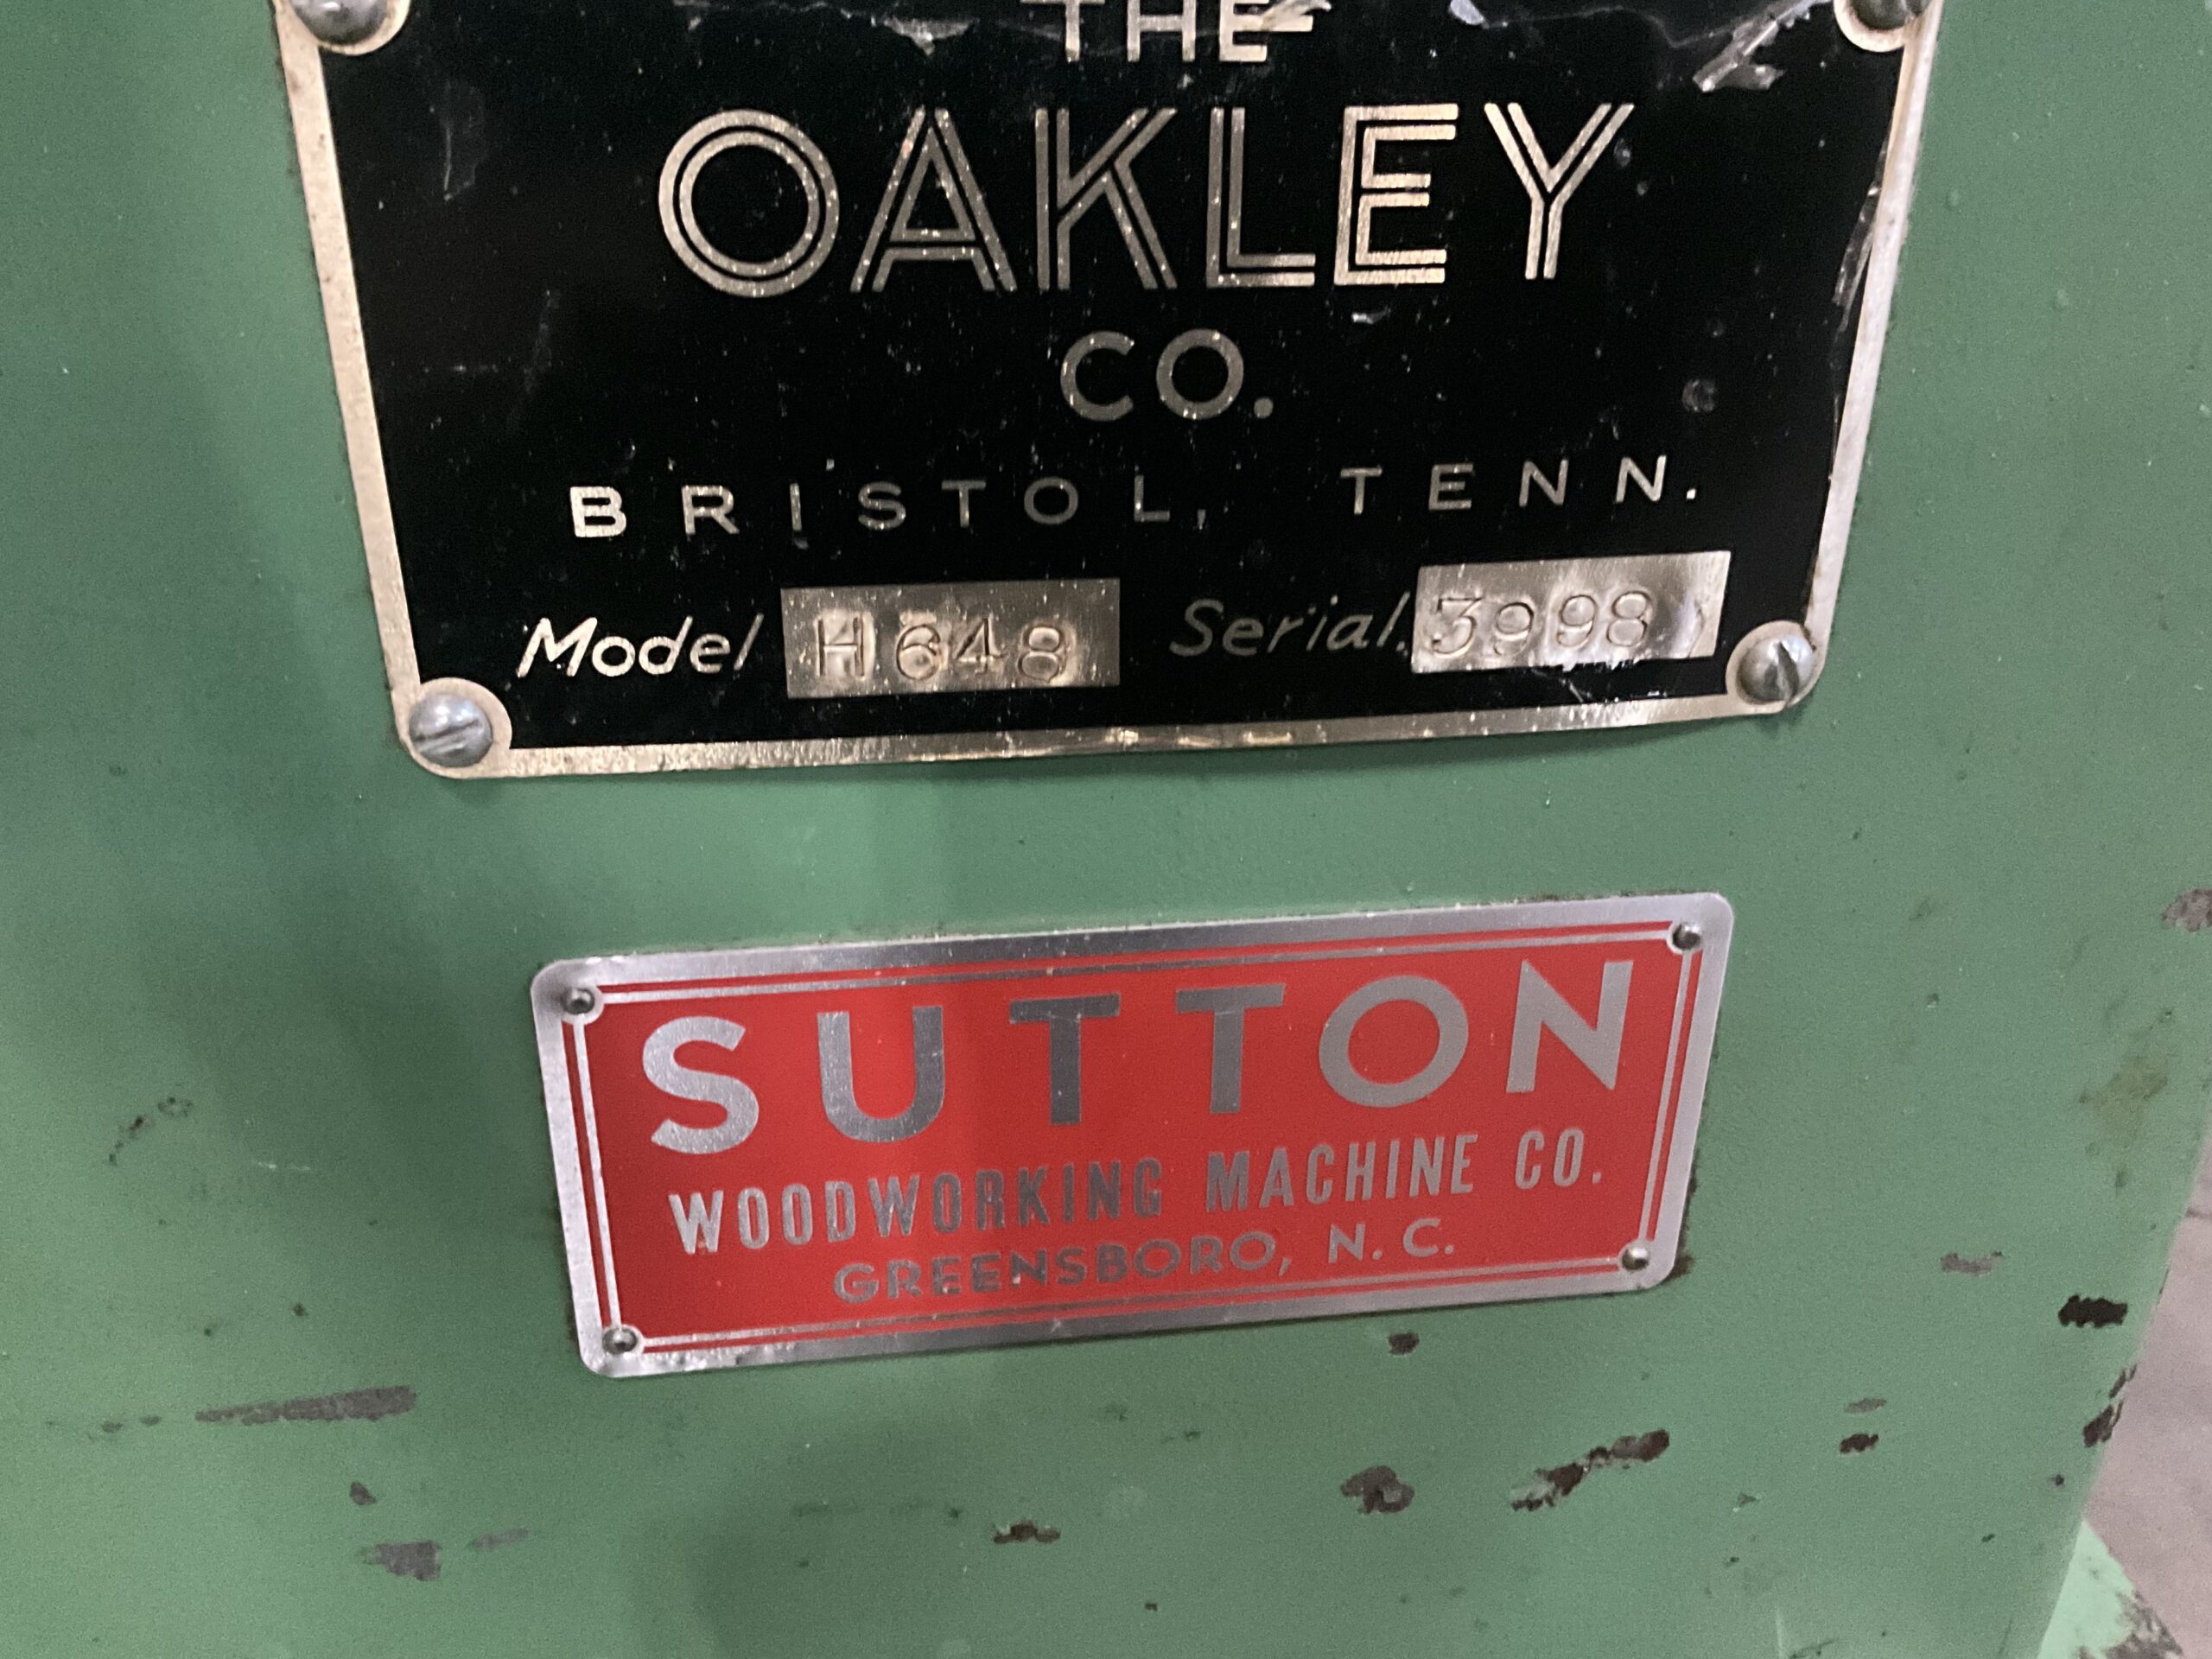 THE
OAKLEY
CO.
BRISTOL, TENN.
Model H648 Serial. 3998
SUTTON
WOODWORKING MACHINE CO.
GREENSBORO, N. C.